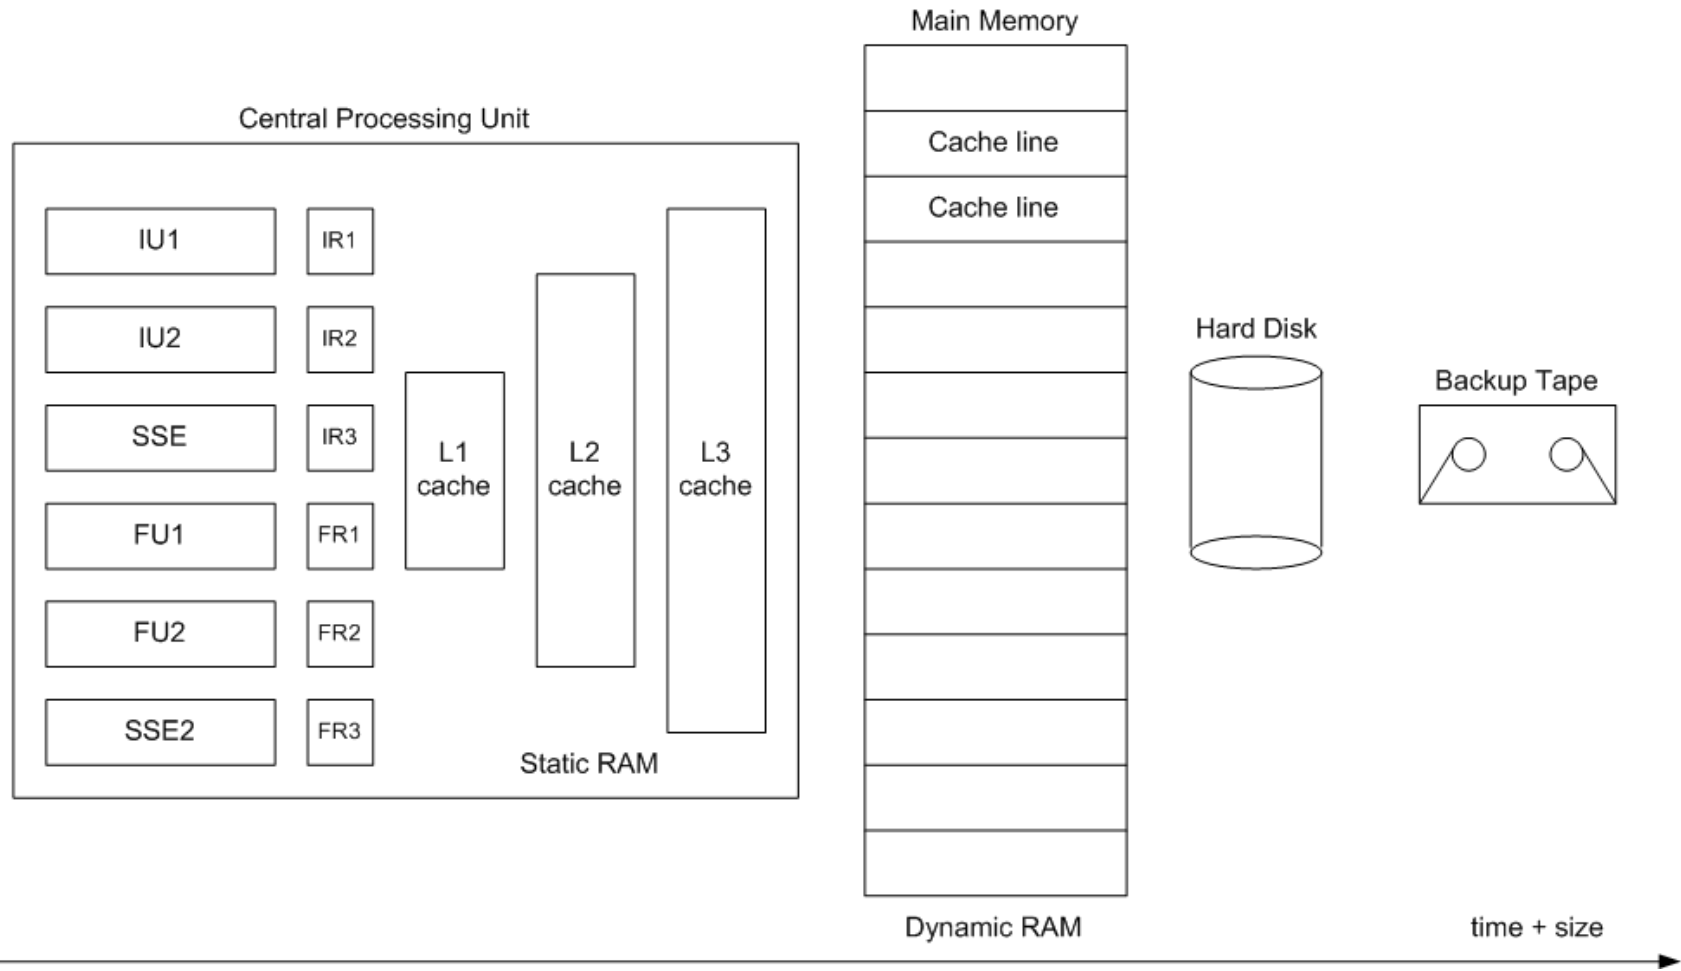 Main Memory
Central Processing Unit
Cache line
Cache line
IU1
IR1
IU2
IR2
SSE
IR3
FU1
FR1
FU2
FR2
SSE2
FR3
L1
cache
L2
cache
L3
cache
Static RAM
Hard Disk
Backup Tape
Dynamic RAM
time + size